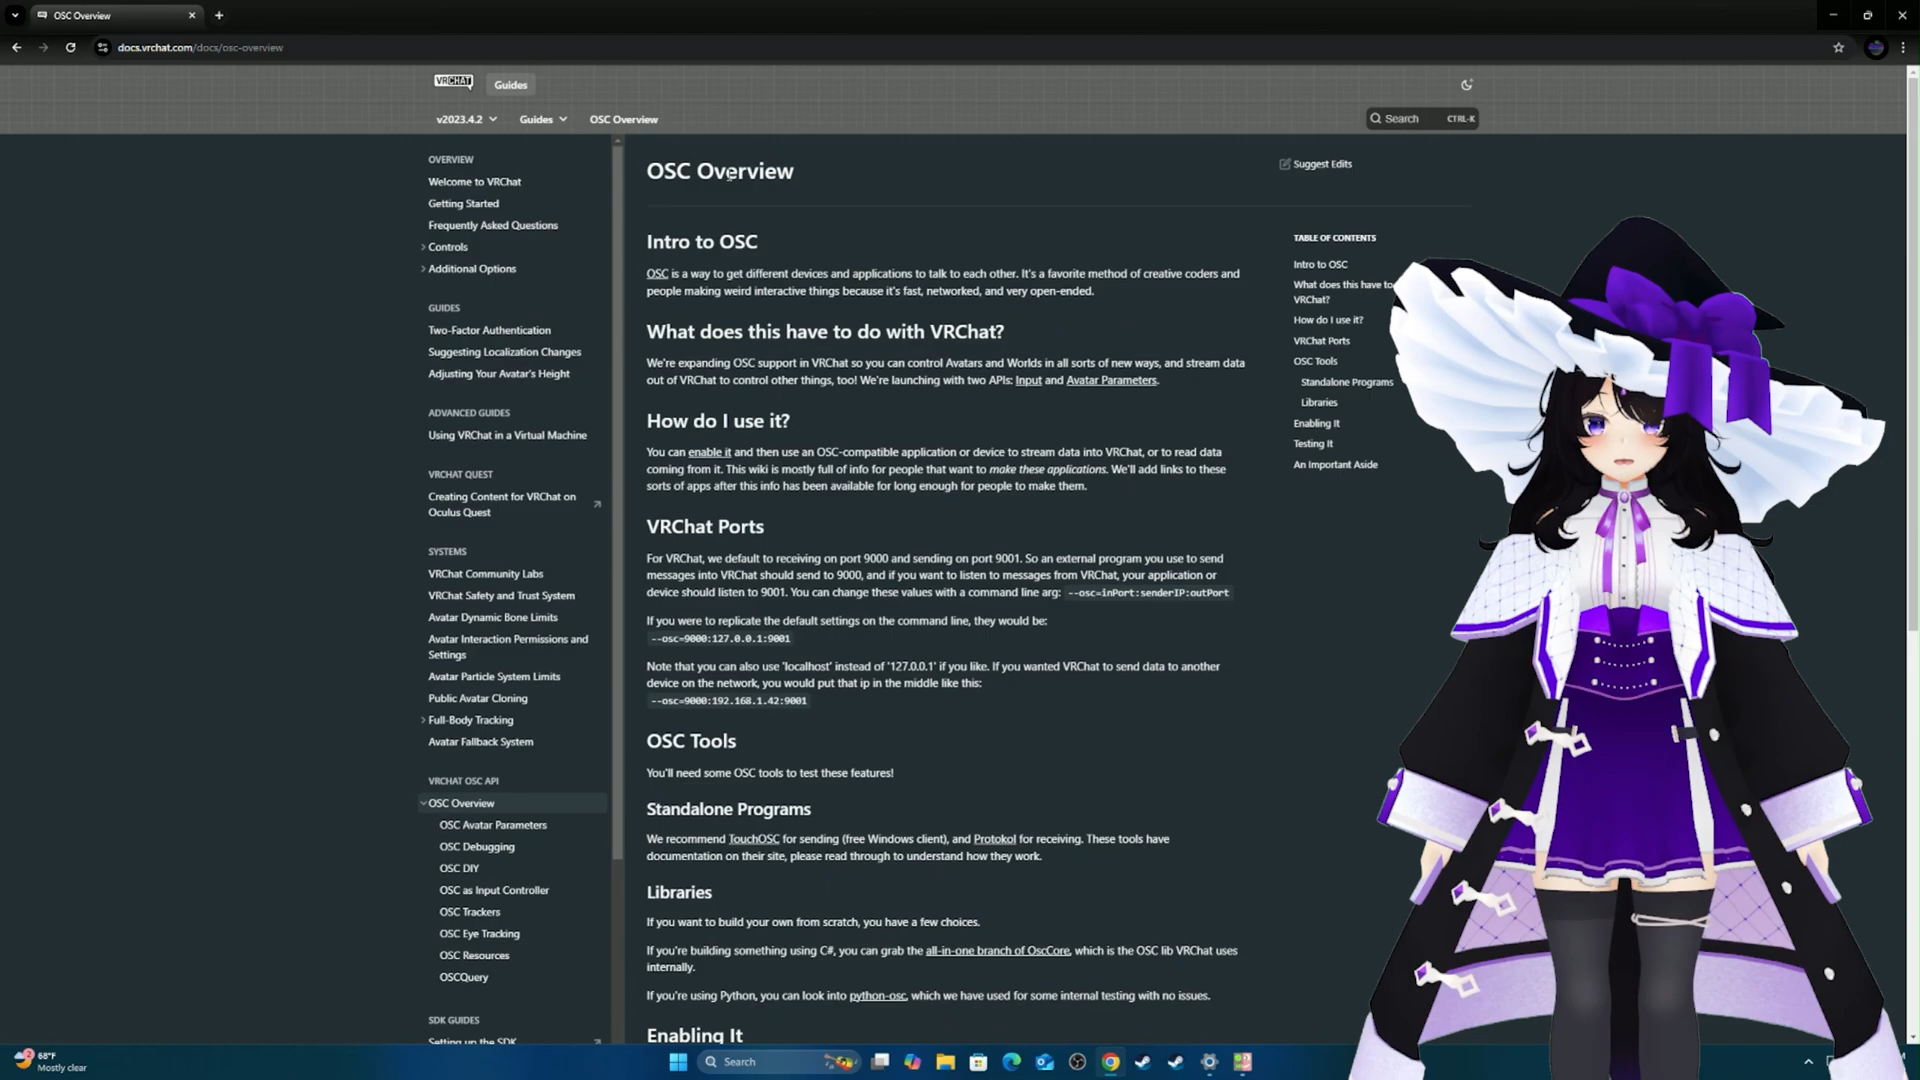 OSC Overview
docs.vrchat.com/docs/osc-overview
VRCHAT
Guides
v2023.4.2
Guides
OSC Overview
Search
CTRL-K
OVERVIEW
Welcome to VRChat
Getting Started
Frequently Asked Questions
Controls
Additional Options
GUIDES
Two-Factor Authentication
Suggesting Localization Changes
Adjusting Your Avatar's Height
ADVANCED GUIDES
Using VRChat in a Virtual Machine
VRCHAT QUEST
Creating Content for VRChat on
Oculus Quest
SYSTEMS
VRChat Community Labs
VRChat Safety and Trust System
Avatar Dynamic Bone Limits
Avatar Interaction Permissions and
Settings
Avatar Particle System Limits
Public Avatar Cloning
Full-Body Tracking
Avatar Fallback System
VRCHAT OSC API
OSC Overview
OSC Avatar Parameters
OSC Debugging
OSC DIY
OSC as Input Controller
OSC Trackers
OSC Eye Tracking
OSC Resources
OSCQuery
SDK GUIDES
Setting up the SDK
OSC Overview
Suggest Edits
Intro to OSC
OSC is a way to get different devices and applications to talk to each other. It's a favorite method of creative coders and
people making weird interactive things because it's fast, networked, and very open-ended.
What does this have to do with VRChat?
We're expanding OSC support in VRChat so you can control Avatars and Worlds in all sorts of new ways, and stream data
out of VRChat to control other things, too! We're launching with two APIs: Input and Avatar Parameters.
How do I use it?
You can enable it and then use an OSC-compatible application or device to stream data into VRChat, or to read data
coming from it. This wiki is mostly full of info for people that want to make these applications. We'll add links to these
sorts of apps after this info has been available for long enough for people to make them.
VRChat Ports
For VRChat, we default to receiving on port 9000 and sending on port 9001. So an external program you use to send
messages into VRChat should send to 9000, and if you want to listen to messages from VRChat, your application or
device should listen to 9001. You can change these values with a command line arg: --osc=inPort:senderIP:outPort
If you were to replicate the default settings on the command line, they would be:
--osc=9000:127.0.0.1:9001
Note that you can also use 'localhost' instead of '127.0.0.1' if you like. If you wanted VRChat to send data to another
device on the network, you would put that ip in the middle like this:
--osc=9000:192.168.1.42:9001
OSC Tools
You'll need some OSC tools to test these features!
Standalone Programs
We recommend TouchOSC for sending (free Windows client), and Protokol for receiving. These tools have
documentation on their site, please read through to understand how they work.
Libraries
If you want to build your own from scratch, you have a few choices.
If you're building something using C#, you can grab the all-in-one branch of OscCore, which is the OSC lib VRChat uses
internally.
If you're using Python, you can look into python-osc, which we have used for some internal testing with no issues.
Enabling It
TABLE OF CONTENTS
Intro to OSC
What does this have to
VRChat?
How do I use it?
VRChat Ports
OSC Tools
Standalone Programs
Libraries
Enabling It
Testing It
An Important Aside
68°F
Mostly clear
Search